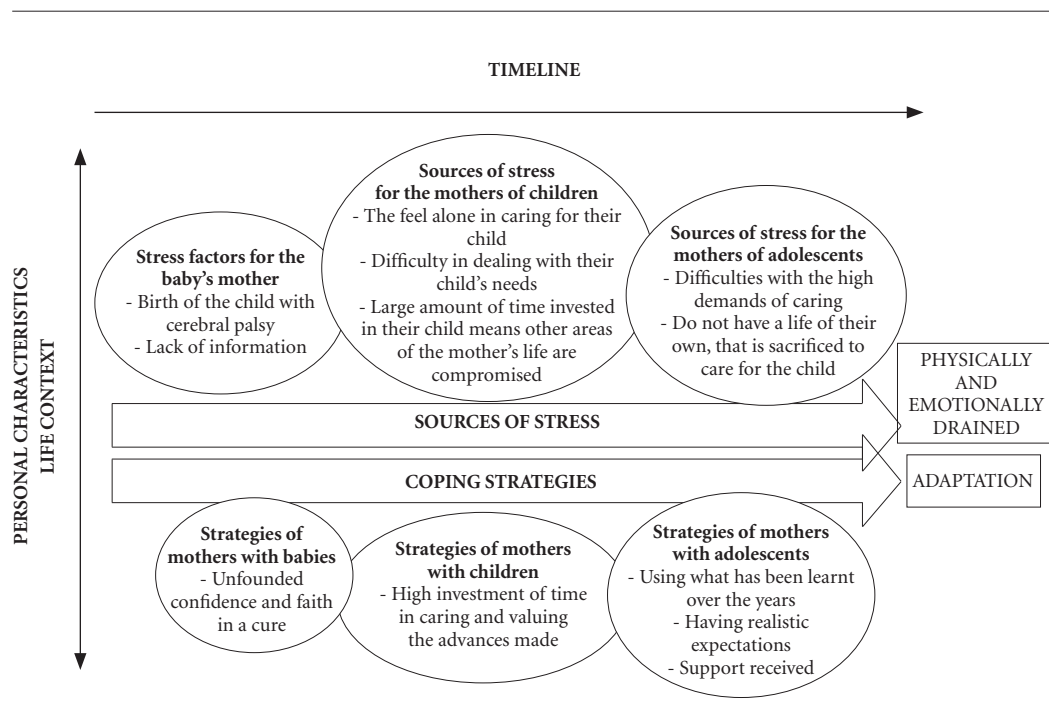 TIMELINE
PERSONAL CHARACTERISTICS
LIFE CONTEXT
Stress factors for the
baby's mother
- Birth of the child with
cerebral palsy
- Lack of information
Sources of stress
for the mothers of children
- The feel alone in caring for their
child
- Difficulty in dealing with their
child's needs
- Large amount of time invested
in their child means other areas
of the mother's life are
compromised
Sources of stress for the
mothers of adolescents
- Difficulties with the high
demands of caring
- Do not have a life of their
own, that is sacrificed to
care for the child
SOURCES OF STRESS
PHYSICALLY
AND
EMOTIONALLY
DRAINED
COPING STRATEGIES
ADAPTATION
Strategies of
mothers with babies
- Unfounded
confidence and faith
in a cure
Strategies of mothers
with children
- High investment of time
in caring and valuing
the advances made
Strategies of mothers
with adolescents
- Using what has been learnt
over the years
- Having realistic
expectations
- Support received